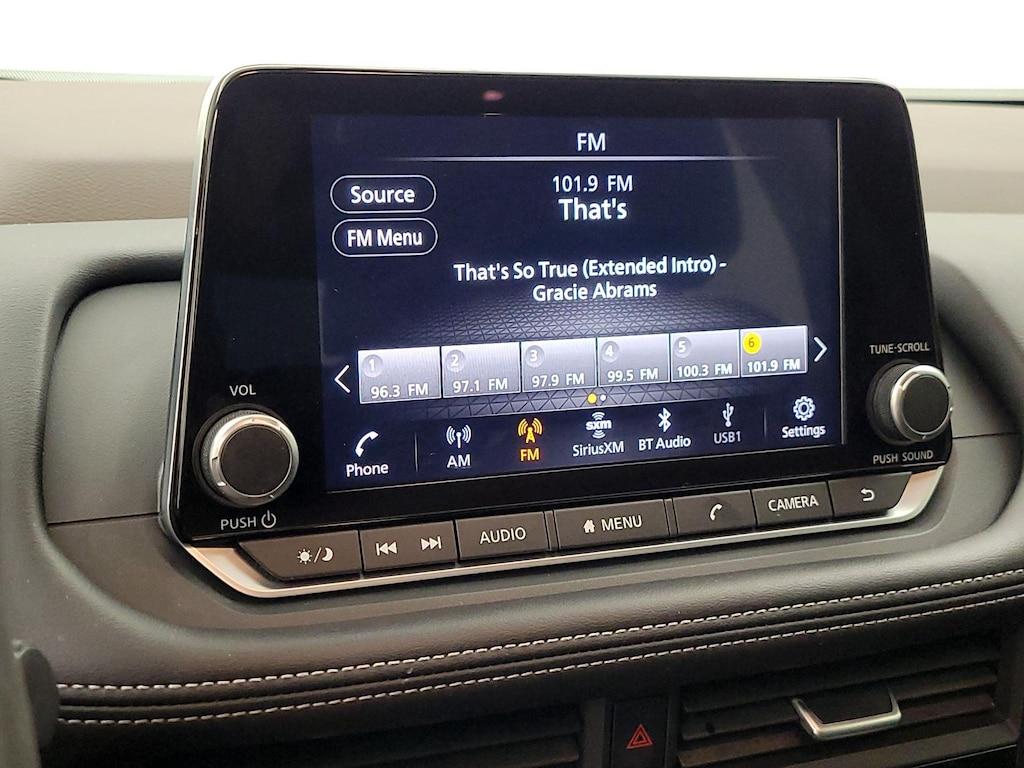 FM
Source
FM Menu
101.9 FM
That's
That's So True (Extended Intro) -
Gracie Abrams
1 96.3 FM
2 97.1 FM
3 97.9 FM
4 99.5 FM
5 100.3 FM
6 101.9 FM
Phone
AM
FM
sxm
SiriusXM
BT Audio
USB1
Settings
VOL
PUSH
TUNE·SCROLL
PUSH SOUND
AUDIO
MENU
CAMERA